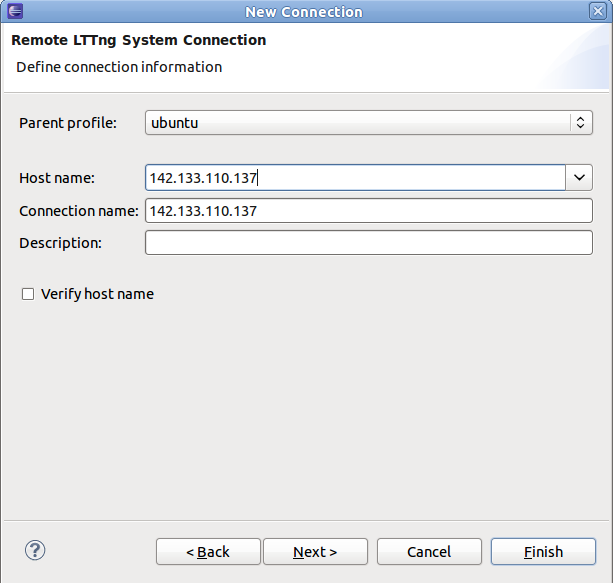 New Connection
Remote LTTng System Connection
Define connection information
Parent profile: ubuntu
Host name: 142.133.110.137
Connection name: 142.133.110.137
Description:
Verify host name
? < Back Next > Cancel Finish